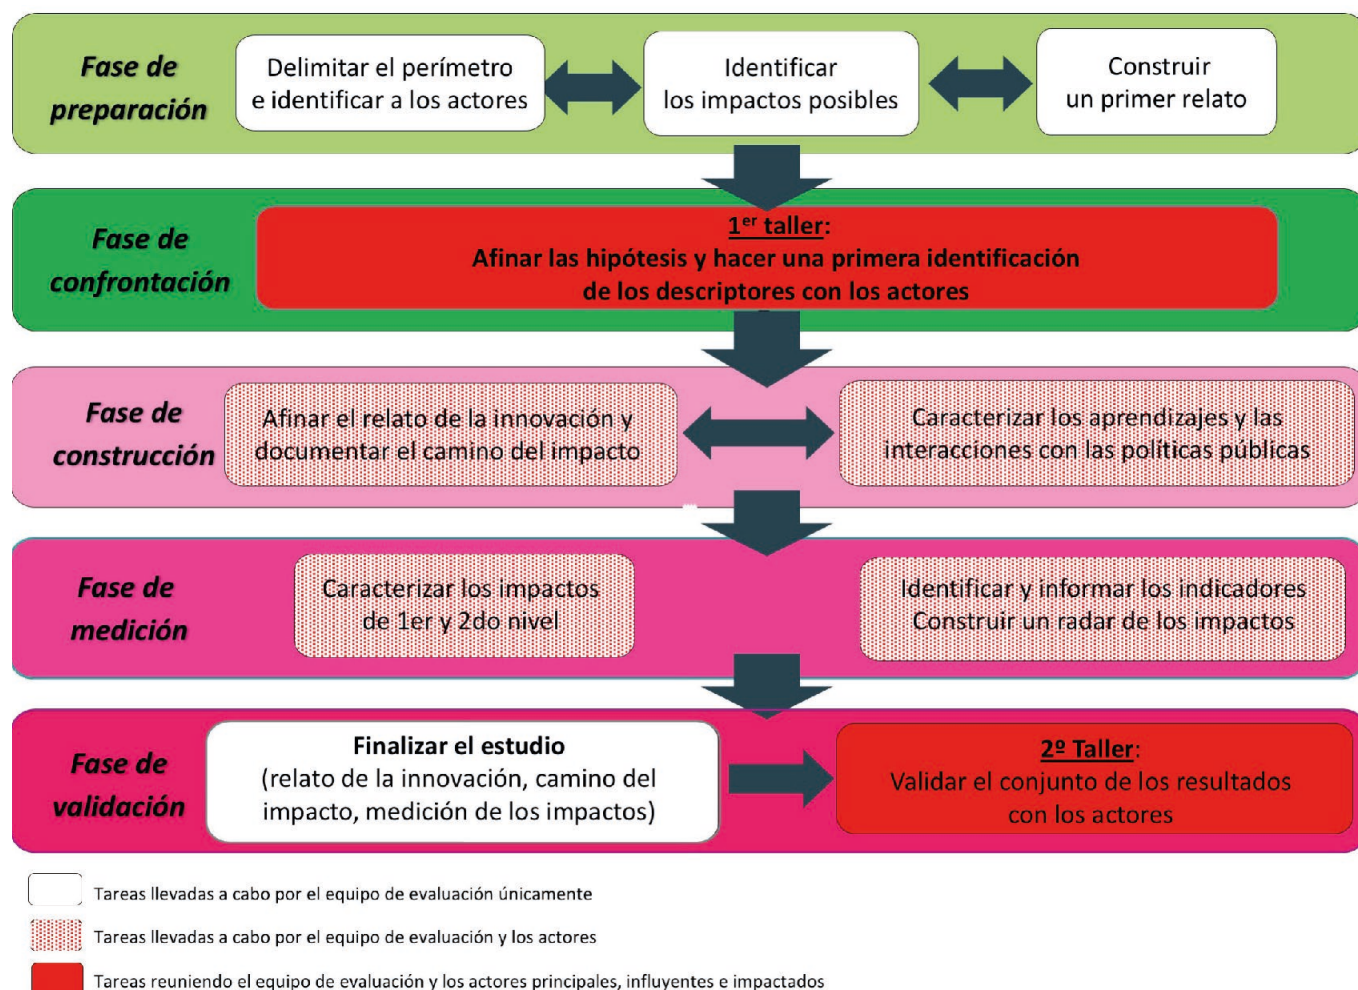 Fase de
preparación
Delimitar el perímetro
e identificar a los actores
Identificar
los impactos posibles
Construir
un primer relato
Fase de
confrontación
1er taller:
Afinar las hipótesis y hacer una primera identificación
de los descriptores con los actores
Fase de
construcción
Afinar el relato de la innovación y
documentar el camino del impacto
Caracterizar los aprendizajes y las
interacciones con las políticas públicas
Fase de
medición
Caracterizar los impactos
de 1er y 2do nivel
Identificar y informar los indicadores
Construir un radar de los impactos
Fase de
validación
Finalizar el estudio
(relato de la innovación, camino del
impacto, medición de los impactos)
2º Taller:
Validar el conjunto de los resultados
con los actores
Tareas llevadas a cabo por el equipo de evaluación únicamente
Tareas llevadas a cabo por el equipo de evaluación y los actores
Tareas reuniendo el equipo de evaluación y los actores principales, influyentes e impactados